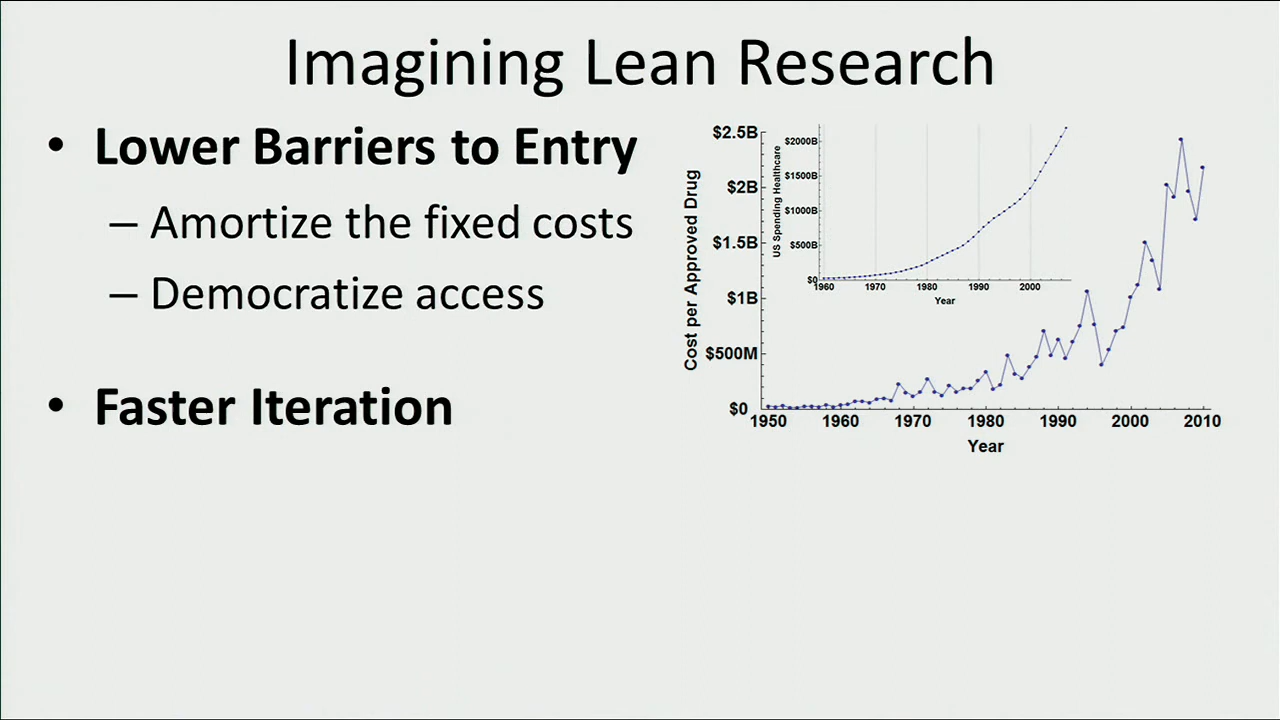 Imagining Lean Research
• Lower Barriers to Entry
– Amortize the fixed costs
– Democratize access
• Faster Iteration
Cost per Approved Drug
$2.5B
$2B
$1.5B
$1B
$500M
$0
1950 1960 1970 1980 1990 2000 2010
Year
US Spending Healthcare
$2000B
$1500B
$1000B
$500B
$0
1960 1970 1980 1990 2000
Year